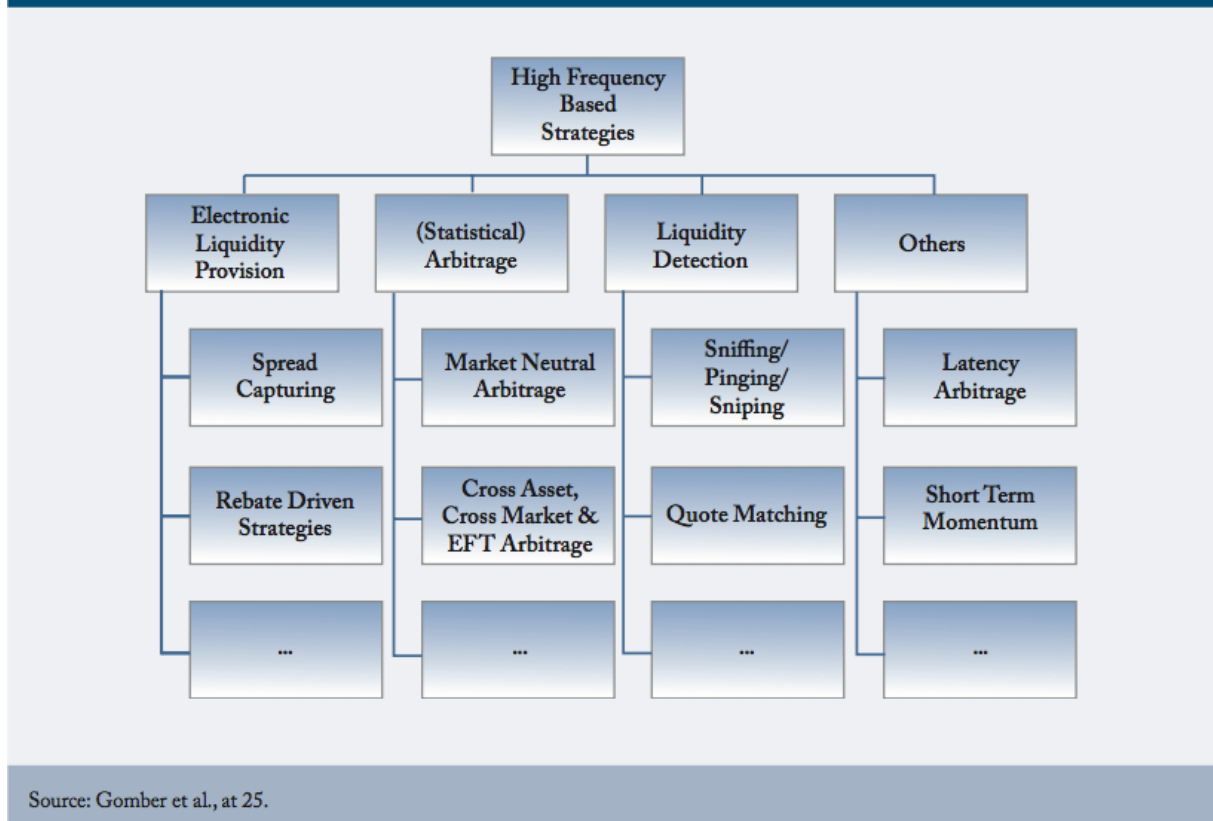 High Frequency
Based
Strategies
Electronic
Liquidity
Provision
(Statistical)
Arbitrage
Liquidity
Detection
Others
Spread
Capturing
Market Neutral
Arbitrage
Sniffing/
Pinging/
Sniping
Latency
Arbitrage
Rebate Driven
Strategies
Cross Asset,
Cross Market &
EFT Arbitrage
Quote Matching
Short Term
Momentum
...
...
...
...
Source: Gomber et al., at 25.